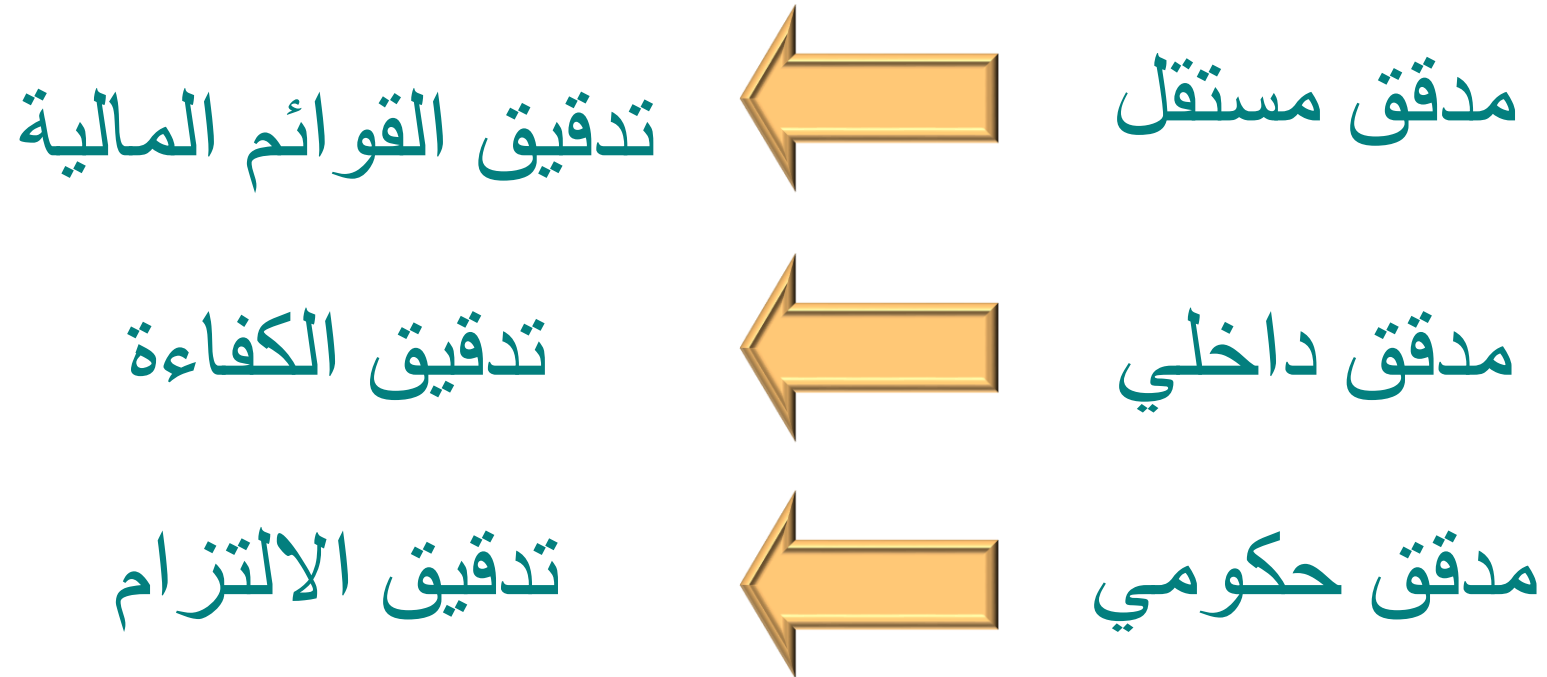 مدقق مستقل
تدقيق القوائم المالية
مدقق داخلي
تدقيق الكفاءة
مدقق حكومي
تدقيق الالتزام